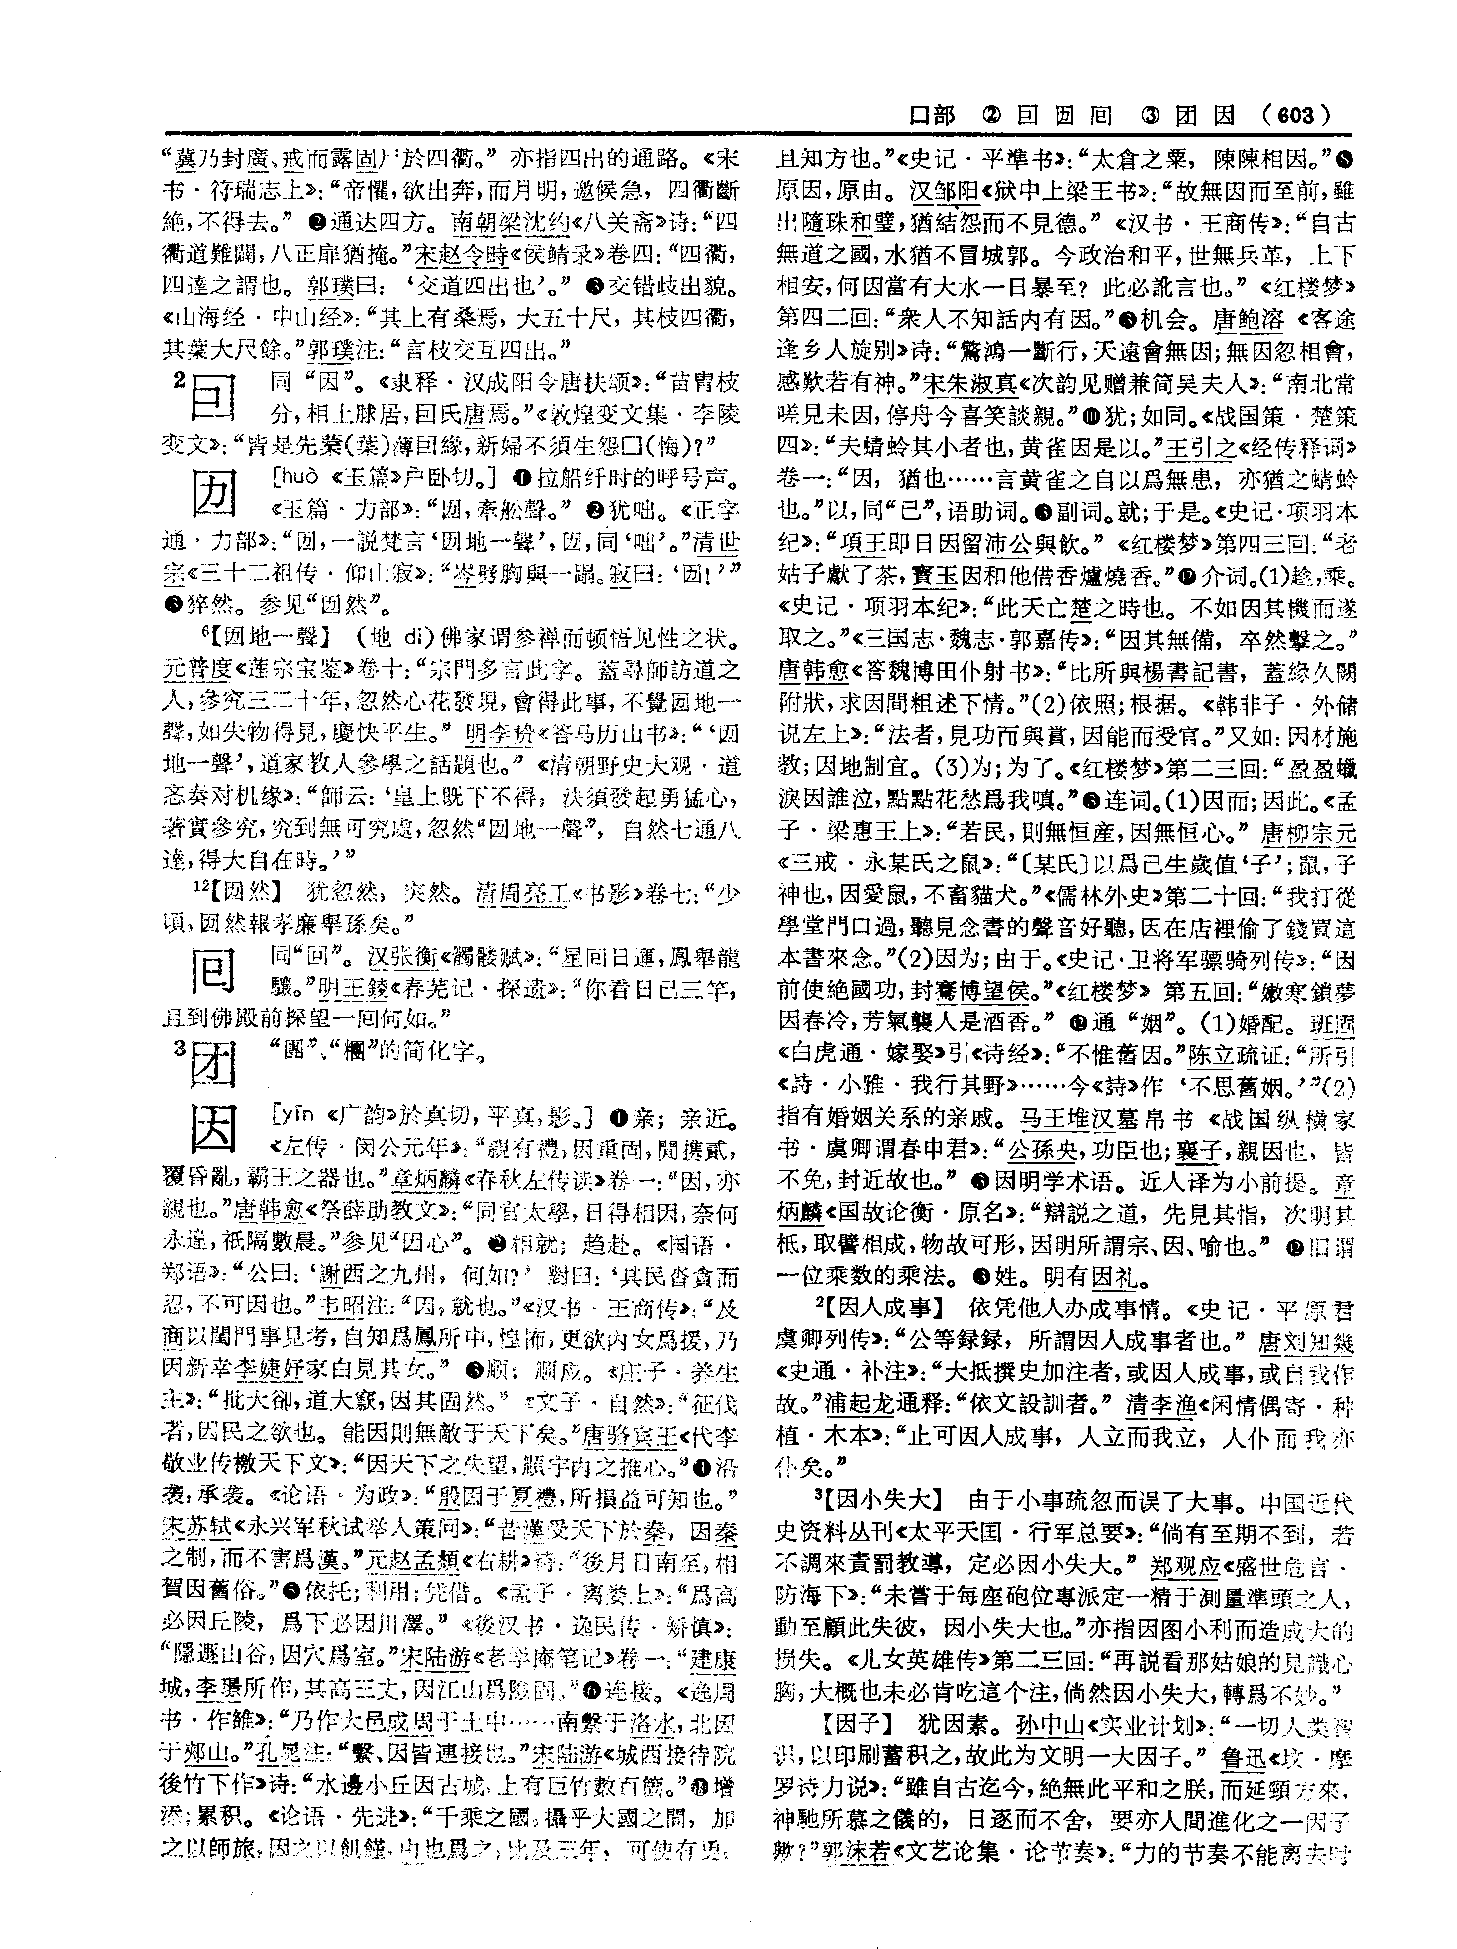 口部 ② 囙 囡 囘 ③ 团 因 （603）
“冀乃封廣、戒而露固尸於四衢。” 亦指四出的通路。《宋
书·符瑞志上》：“帝懼，欲出奔，而月明，邏候急， 四衢斷
絶，不得去。” ❷通达四方。 南朝梁沈约《八关斋》诗：“四
衢道難闢，八正扉猶掩。”宋赵令畤《侯鲭录》卷四：“四衢，
四達之謂也。 郭璞曰： ‘交道四出也’。” ❸交错歧出貌。
《山海经·中山经》：“其上有桑焉，大五十尺，其枝四衢，
其葉大尺餘。”郭璞注：“言枝交互四出。”
2囙 同 “因”。《隶释·汉成阳令唐扶颂》：“苗胄枝
分，相土脉居，囙氏唐焉。”《敦煌变文集·李陵
变文》：“皆是先葉(業)薄囙緣，新婦不須生怨□(悔)？”
[huò 《玉篇》户卧切。] ❶拉船纤时的呼号声。
《玉篇·力部》：“㘞，牽舩聲。” ❷犹咄。《正字
通·力部》：“㘞，一説梵言‘㘞地一聲’，㘞，同‘咄’。”清世
宗《三十二祖传·仰山寂》：“岑劈胸與一蹋。寂曰：‘㘞！’”
❸猝然。 参见“㘞然”。
6【㘞地一聲】 （地 di）佛家谓参禅而顿悟见性之状。
元普度《莲宗宝鉴》卷十：“宗門多言此字。 蓋尋師訪道之
人，參究三二十年，忽然心花發現，會得此事，不覺㘞地一
聲，如失物得見，慶快平生。” 明李贽《答马历山书》：“‘㘞
地一聲’，道家教人參學之話題也。” 《清朝野史大观·道
忞奏对机缘》：“師云：‘皇上既下不得， 決須發起勇猛心，
著實參究，究到無可究處，忽然“㘞地一聲”， 自然七通八
達，得大自在時。’”
12【㘞然】 犹忽然，突然。 清周亮工《书影》卷七：“少
頃，㘞然報孝廉舉孫矣。”
囘 同“回”。 汉张衡《髑髅赋》：“星囘日運，鳳舉龍
驤。”明王錂《春芜记·探遗》：“你看日已三竿，
且到佛殿前探望一囘何如。”
3团 “團”、“糰”的简化字。
因 [yīn 《广韵》於真切，平真，影。] ❶亲；亲近。
《左传·闵公元年》：“親有禮，因重固，間携貳，
覆昏亂，霸王之器也。”章炳麟《春秋左传读》卷一：“因，亦
親也。”唐韩愈《祭薛助教文》：“同官太學，日得相因，奈何
永違，祇隔數晨。”参见“因心”。 ❷相就；趋赴。《国语·
郑语》：“公曰：‘謝西之九州， 何如？’ 對曰：‘其民沓貪而
忍，不可因也。”韦昭注：“因，就也。”《汉书·王商传》：“及
商以閨門事見考，自知爲鳳所中，惶怖，更欲内女爲援，乃
因新幸李婕妤家白見其女。” ❸顺；顺应。《庄子·养生
主》：“批大卻，道大窾，因其固然。” 《文子·自然》：“征伐
者，因民之欲也。 能因則無敵于天下矣。”唐骆宾王《代李
敬业传檄天下文》：“因天下之失望，順宇内之推心。”❹沿
袭；承袭。《论语·为政》：“殷因于夏禮，所損益可知也。”
宋苏轼《永兴军秋试举人策问》：“昔漢受天下於秦，因秦
之制，而不害爲漢。”元赵孟頫《右耕》诗：“後月日南至，相
賀因舊俗。”❺依托；利用；凭借。《孟子·离娄上》：“爲高
必因丘陵， 爲下必因川澤。” 《後汉书·逸民传·矫慎》：
“隱遯山谷，因穴爲室。”宋陆游《老学庵笔记》卷一：“建康
城，李璟所作，其高三丈，因江山爲險固。”❻连接。《逸周
书·作雒》：“乃作大邑成周于土中……南繫于洛水，北因
于郟山。”孔晁注：“繫、因皆連接也。”宋陆游《城西接待院
後竹下作》诗：“水邊小丘因古城，上有巨竹數百莖。”❼增
添；累积。《论语·先进》：“千乘之國，攝乎大國之間， 加
之以師旅，因之以飢饉，由也爲之，比及三年， 可使有勇，
且知方也。”《史记·平準书》：“太倉之粟， 陳陳相因。”❽
原因，原由。 汉邹阳《狱中上梁王书》：“故無因而至前，雖
出隨珠和璧，猶結怨而不見德。” 《汉书·王商传》：“自古
無道之國，水猶不冒城郭。 今政治和平，世無兵革， 上下
相安，何因當有大水一日暴至？ 此必訛言也。” 《红楼梦》
第四二回：“衆人不知話内有因。”❾机会。 唐鲍溶《客途
逢乡人旋别》诗：“驚鴻一斷行，天遠會無因；無因忽相會，
感歎若有神。”宋朱淑真《次韵见赠兼简吴夫人》：“南北常
嗟見未因，停舟今喜笑談親。”❿犹；如同。《战国策·楚策
四》：“夫蜻蛉其小者也，黄雀因是以。”王引之《经传释词》
卷一：“因， 猶也……言黄雀之自以爲無患， 亦猶之蜻蛉
也。”以，同“已”，语助词。⓫副词。就；于是。《史记·项羽本
纪》：“項王即日因留沛公與飲。” 《红楼梦》第四三回：“老
姑子獻了茶，寶玉因和他借香爐燒香。”⓬介词。(1)趁，乘。
《史记·项羽本纪》：“此天亡楚之時也。 不如因其機而遂
取之。”《三国志·魏志·郭嘉传》：“因其無備， 卒然擊之。”
唐韩愈《答魏博田仆射书》：“比所與楊書記書， 蓋緣久闕
附狀，求因間粗述下情。”(2)依照；根据。《韩非子·外储
说左上》：“法者，見功而與賞，因能而受官。”又如：因材施
教；因地制宜。(3)为；为了。《红楼梦》第二三回：“盈盈蠟
淚因誰泣，點點花愁爲我嗔。”⓭连词。(1)因而；因此。《孟
子·梁惠王上》：“若民，則無恒産，因無恒心。” 唐柳宗元
《三戒·永某氏之鼠》：“〔某氏〕以爲己生歲值‘子’；鼠，子
神也，因愛鼠，不畜貓犬。”《儒林外史》第二十回：“我打從
學堂門口過，聽見念書的聲音好聽，因在店裡偷了錢買這
本書來念。”(2)因为；由于。《史记·卫将军骠骑列传》：“因
前使絶國功，封騫博望侯。”《红楼梦》 第五回：“嫩寒鎖夢
因春冷，芳氣襲人是酒香。” ⓮通 “姻”。(1)婚配。 班固
《白虎通·嫁娶》引《诗经》：“不惟舊因。”陈立疏证：“所引
《詩·小雅·我行其野》……今《詩》作 ‘不思舊姻。’”(2)
指有婚姻关系的亲戚。 马王堆汉墓帛书 《战国纵横家
书·虞卿谓春申君》：“公孫央，功臣也；襄子，親因也， 皆
不免，封近故也。” ⓯因明学术语。近人译为小前提。章
炳麟《国故论衡·原名》：“辯説之道，先見其指， 次明其
柢，取譬相成，物故可形，因明所謂宗、因、喻也。” ⓰旧谓
一位乘数的乘法。⓱姓。明有因礼。
2【因人成事】 依凭他人办成事情。《史记·平原君
虞卿列传》：“公等録録， 所謂因人成事者也。” 唐刘知幾
《史通·补注》：“大抵撰史加注者，或因人成事，或自我作
故。”浦起龙通释：“依文設訓者。” 清李渔《闲情偶寄·种
植·木本》：“止可因人成事， 人立而我立， 人仆而我亦
仆矣。”
3【因小失大】 由于小事疏忽而误了大事。中国近代
史资料丛刊《太平天囯·行军总要》：“倘有至期不到， 若
不調來責罰教導， 定必因小失大。” 郑观应《盛世危言·
防海下》：“未嘗于每座砲位專派定一精于測量準頭之人，
動至顧此失彼， 因小失大也。”亦指因图小利而造成大的
损失。《儿女英雄传》第二三回：“再説看那姑娘的見識心
胸，大概也未必肯吃這个注，倘然因小失大，轉爲不妙。”
【因子】 犹因素。 孙中山《实业计划》：“一切人类智
识，以印刷蓄积之，故此为文明一大因子。” 鲁迅《坟·摩
罗诗力说》：“雖自古迄今，絶無此平和之朕，而延頸方來，
神馳所慕之儀的， 日逐而不舍， 要亦人間進化之一因子
歟？”郭沫若《文艺论集·论节奏》：“力的节奏不能离去时